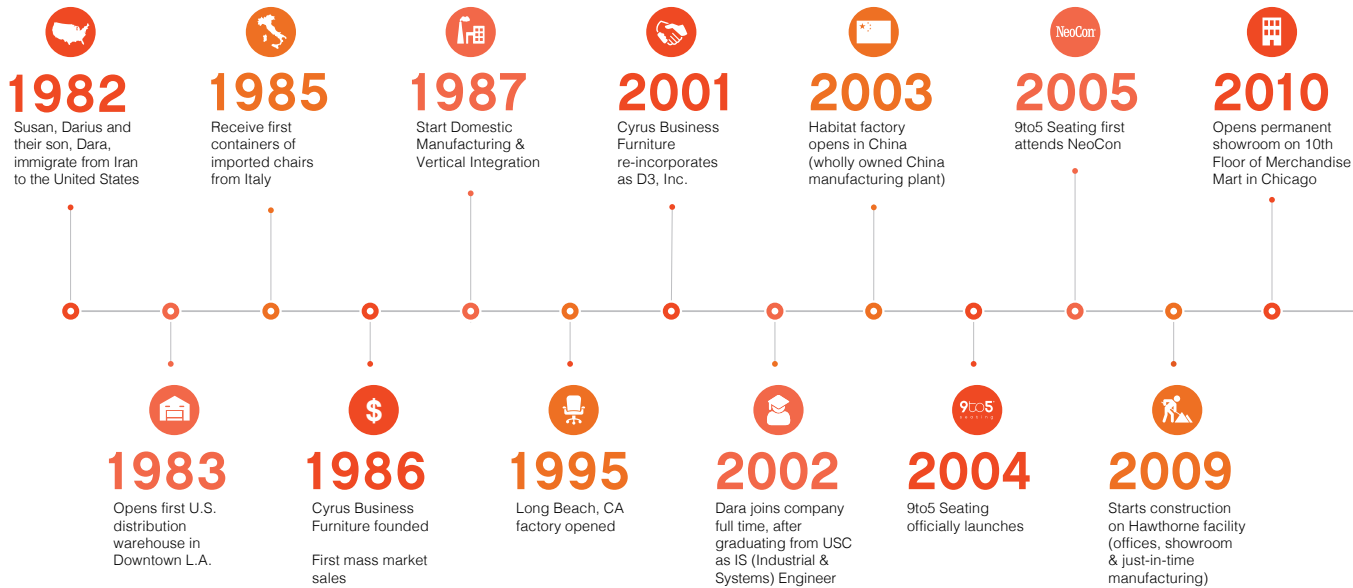 1982
Susan, Darius and
their son, Dara,
immigrate from Iran
to the United States
1983
Opens first U.S.
distribution
warehouse in
Downtown L.A.
1985
Receive first
containers of
imported chairs
from Italy
$
1986
Cyrus Business
Furniture founded
First mass market
sales
1987
Start Domestic
Manufacturing &
Vertical Integration
1995
Long Beach, CA
factory opened
2001
Cyrus Business
Furniture
re-incorporates
as D3, Inc.
2002
Dara joins company
full time, after
graduating from USC
as IS (Industrial &
Systems) Engineer
2003
Habitat factory
opens in China
(wholly owned China
manufacturing plant)
9to5
seating
2004
9to5 Seating
officially launches
NeoCon
2005
9to5 Seating first
attends NeoCon
2009
Starts construction
on Hawthorne facility
(offices, showroom
& just-in-time
manufacturing)
2010
Opens permanent
showroom on 10th
Floor of Merchandise
Mart in Chicago